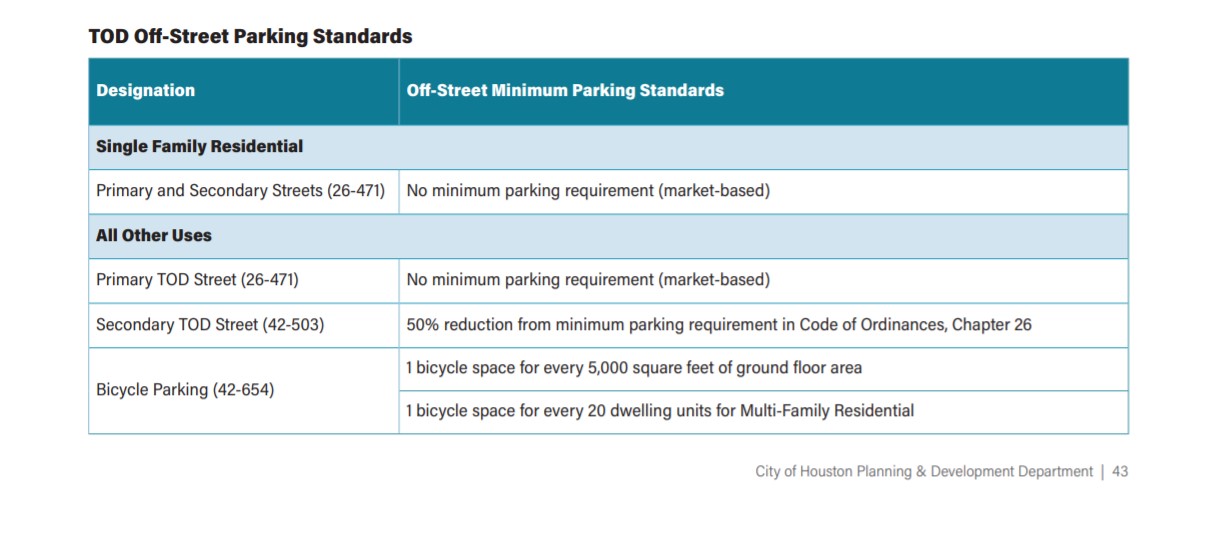 TOD Off-Street Parking Standards
Designation
Off-Street Minimum Parking Standards
Single Family Residential
Primary and Secondary Streets (26-471)
No minimum parking requirement (market-based)
All Other Uses
Primary TOD Street (26-471)
No minimum parking requirement (market-based)
Secondary TOD Street (42-503)
50% reduction from minimum parking requirement in Code of Ordinances, Chapter 26
Bicycle Parking (42-654)
1 bicycle space for every 5,000 square feet of ground floor area
1 bicycle space for every 20 dwelling units for Multi-Family Residential
City of Houston Planning & Development Department | 43